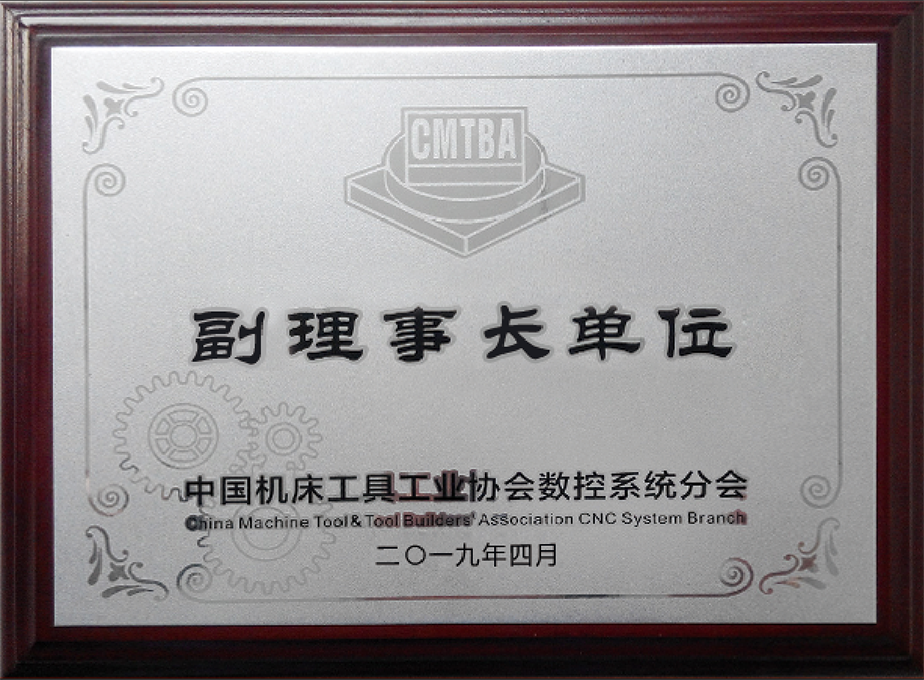 CMTBA
副理事长单位
中国机床工具工业协会数控系统分会
China Machine Tool & Tool Builders' Association CNC System Branch
二〇一九年四月